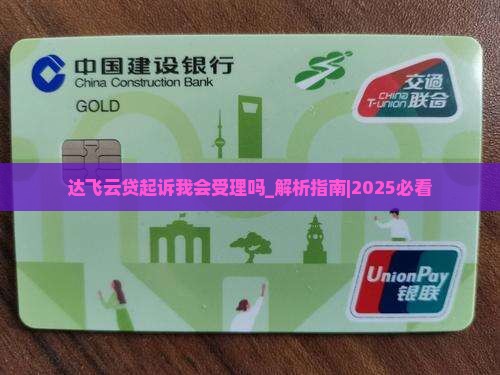 中国建设银行
China Construction Bank
GOLD
交通
联合
CHINA
T-UNION
达飞云贷起诉我会受理吗_解析指南|2025必看
UnionPay
银联